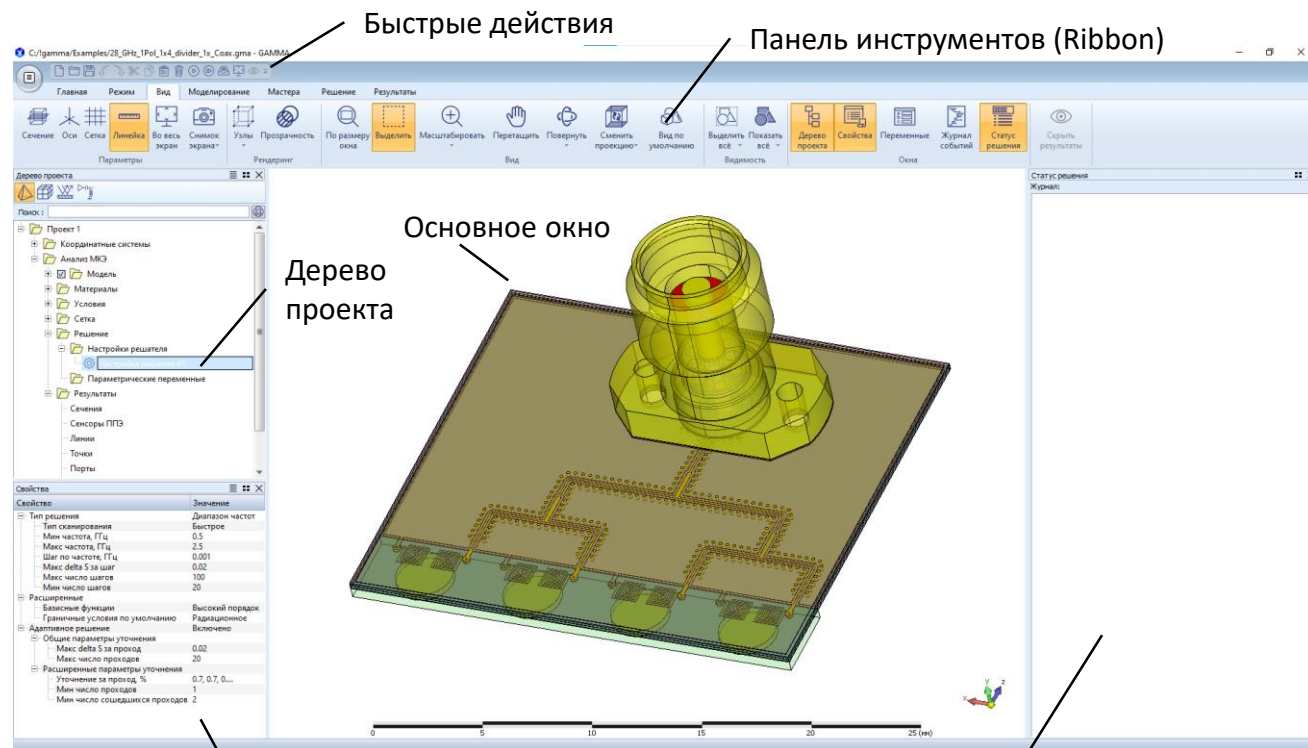 Быстрые действия
Панель инструментов (Ribbon)
C:/!gamma/Examples/28_GHz_1Pol_1x4_divider_1x_Coax.gma - GAMMA
Главная Режим Вид Моделирование Мастера Решение Результаты
Сечение Оси Сетка Линейка Во весь экран Снимок экрана Узлы Прозрачность По размеру окна Выделить Масштабировать Перетащить Повернуть Сменить проекцию Вид по умолчанию Выделить всё Показать всё Дерево проекта Свойства Переменные Журнал событий Статус решения Скрыть результаты
Параметры Рендеринг Вид Видимость Окна
Дерево проекта
Поиск :
Проект 1
Координатные системы
Анализ МКЭ
Модель
Материалы
Условия
Сетка
Решение
Настройки решателя
Параметрические переменные
Результаты
Сечения
Сенсоры ППЭ
Линии
Точки
Порты
Дерево
проекта
Основное окно
Статус решения
Журнал:
Свойства
Свойство Значение
Тип решения Диапазон частот
Тип сканирования Быстрое
Мин частота, ГГц 0.5
Макс частота, ГГц 2.5
Шаг по частоте, ГГц 0.001
Макс delta S за шаг 0.02
Макс число шагов 100
Мин число шагов 20
Расширенные
Базисные функции Высокий порядок
Граничные условия по умолчанию Радиационное
Адаптивное решение Включено
Общие параметры уточнения
Макс delta S за проход 0.02
Макс число проходов 20
Расширенные параметры уточнения
Уточнение за проход, % 0.7, 0.7, 0....
Мин число проходов 1
Мин число сошедшихся проходов 2
x y z
0 5 10 15 20 25 (мм)